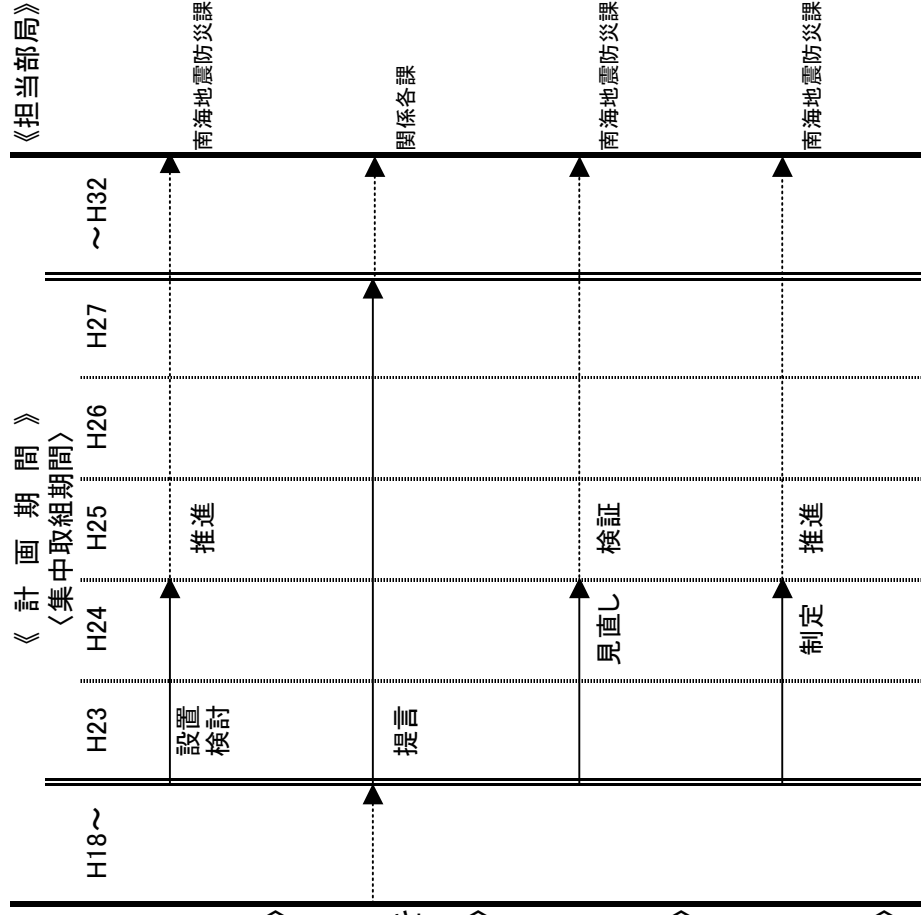 《 計 画 期 間 》
〈集中取組期間〉
《担当部局》
H18～
H23
H24
H25
H26
H27
～H32
設置
検討
推進
南海地震防災課
提言
関係各課
見直し
検証
南海地震防災課
制定
推進
南海地震防災課